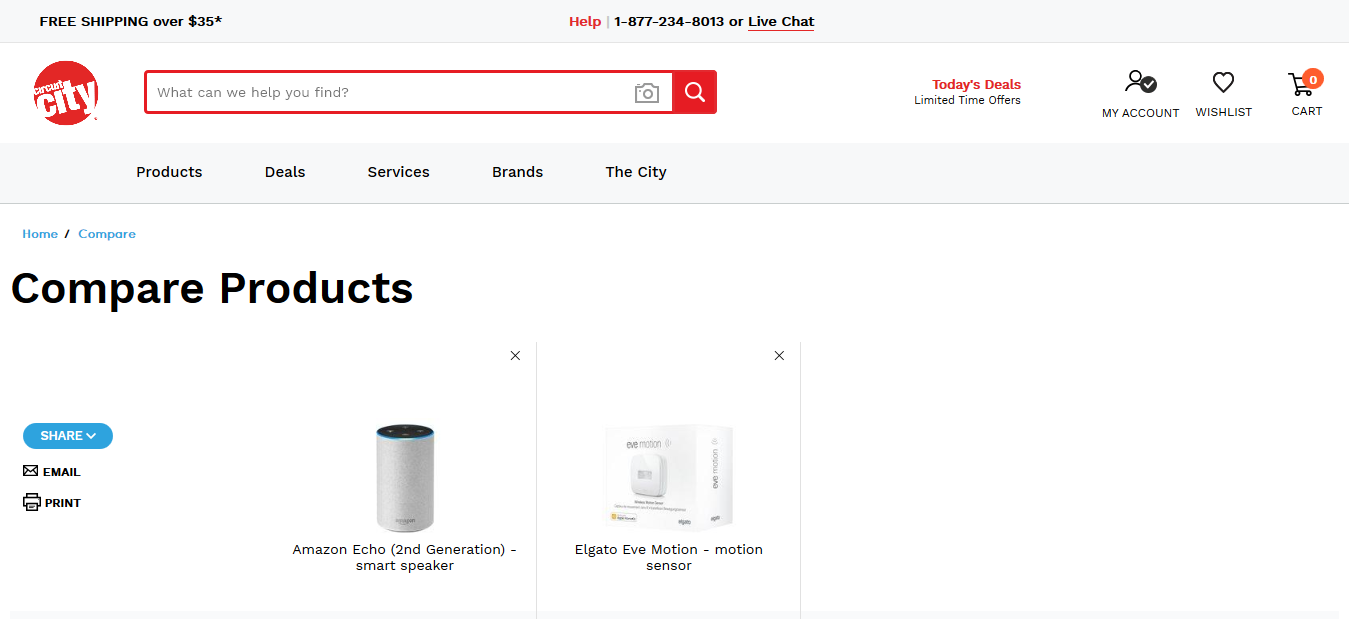 FREE SHIPPING over $35*
Help | 1-877-234-8013 or Live Chat
circuit
city
What can we help you find?
Today's Deals
Limited Time Offers
MY ACCOUNT
WISHLIST
0
CART
Products
Deals
Services
Brands
The City
Home / Compare
Compare Products
SHARE
EMAIL
PRINT
amazon
Amazon Echo (2nd Generation) -
smart speaker
eve motion
eve motion
elgato
elgato
Elgato Eve Motion - motion
sensor